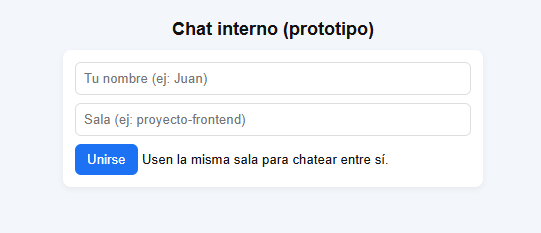 Chat interno (prototipo)
Tu nombre (ej: Juan)
Sala (ej: proyecto-frontend)
Unirse Usen la misma sala para chatear entre sí.